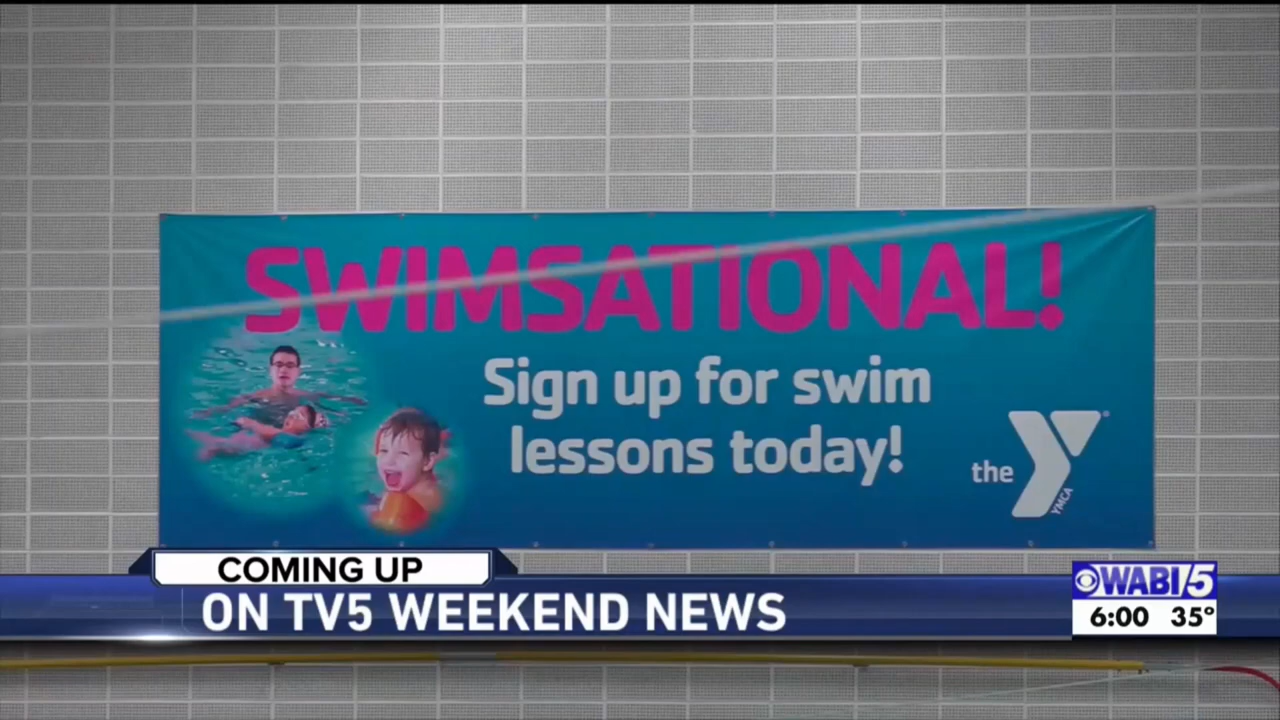 SWIMSATIONAL!
Sign up for swim
lessons today!
the
YMCA
COMING UP
ON TV5 WEEKEND NEWS
WABI 5
6:00 35°